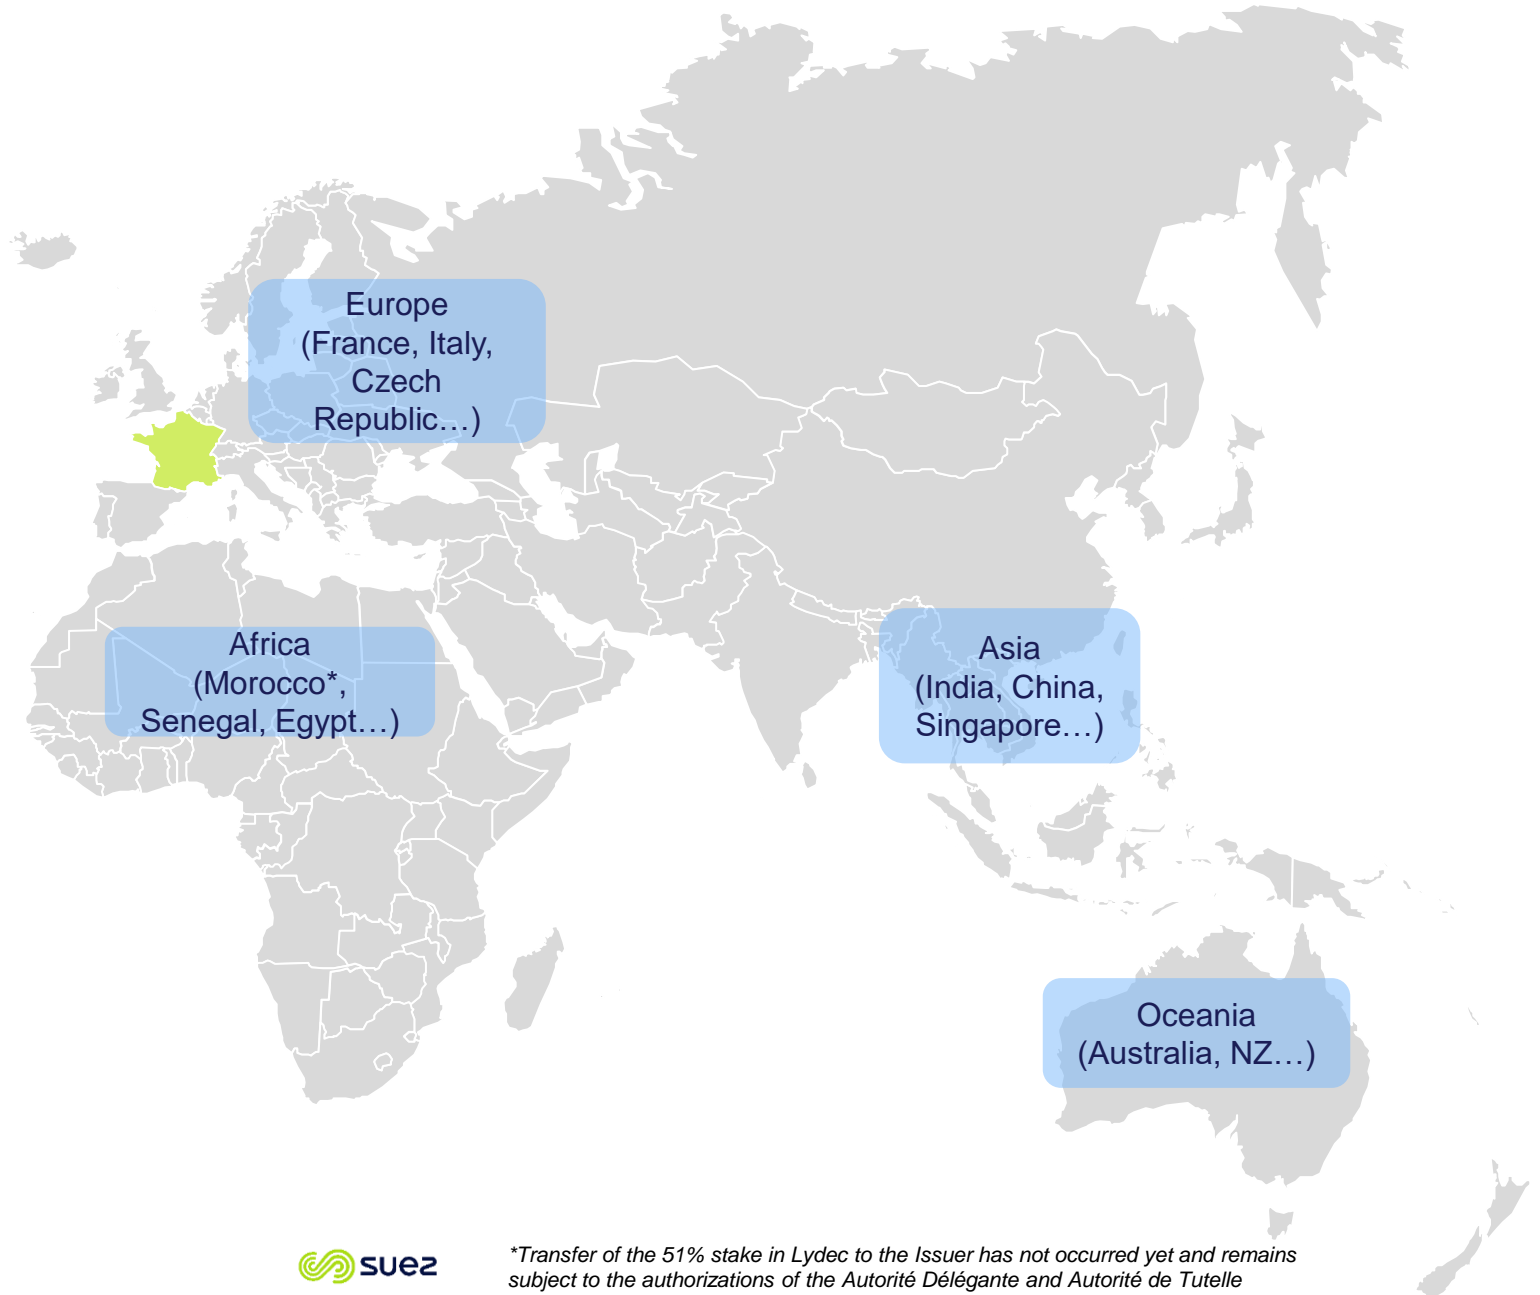 Europe
(France, Italy,
Czech
Republic…)
Africa
(Morocco*,
Senegal, Egypt…)
Asia
(India, China,
Singapore…)
Oceania
(Australia, NZ…)
suez
*Transfer of the 51% stake in Lydec to the Issuer has not occurred yet and remains
subject to the authorizations of the Autorité Délégante and Autorité de Tutelle